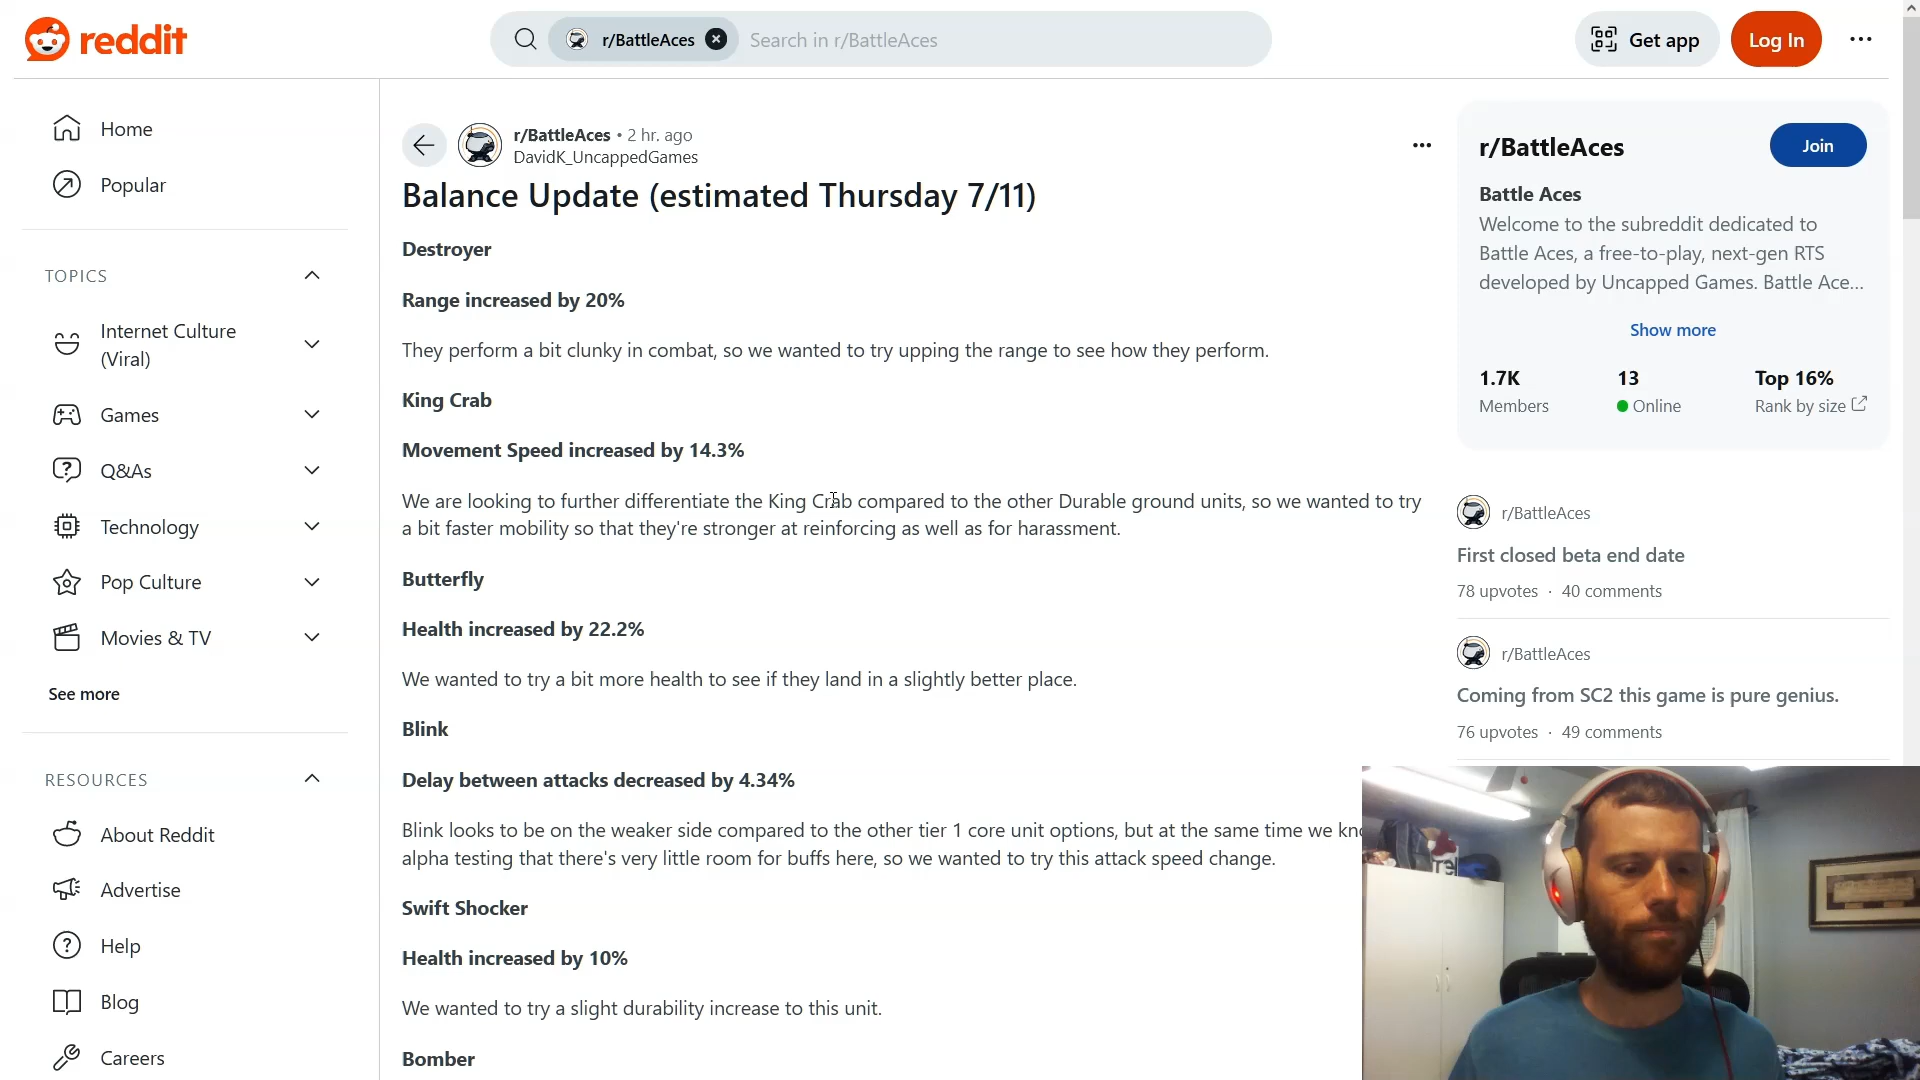 reddit
r/BattleAces
Search in r/BattleAces
Get app
Log In
Home
Popular
TOPICS
Internet Culture
(Viral)
Games
Q&As
Technology
Pop Culture
Movies & TV
See more
RESOURCES
About Reddit
Advertise
Help
Blog
Careers
r/BattleAces • 2 hr. ago
DavidK_UncappedGames
Balance Update (estimated Thursday 7/11)
Destroyer
Range increased by 20%
They perform a bit clunky in combat, so we wanted to try upping the range to see how they perform.
King Crab
Movement Speed increased by 14.3%
We are looking to further differentiate the King Crab compared to the other Durable ground units, so we wanted to try
a bit faster mobility so that they're stronger at reinforcing as well as for harassment.
Butterfly
Health increased by 22.2%
We wanted to try a bit more health to see if they land in a slightly better place.
Blink
Delay between attacks decreased by 4.34%
Blink looks to be on the weaker side compared to the other tier 1 core unit options, but at the same time we
alpha testing that there's very little room for buffs here, so we wanted to try this attack speed change.
Swift Shocker
Health increased by 10%
We wanted to try a slight durability increase to this unit.
Bomber
r/BattleAces
Join
Battle Aces
Welcome to the subreddit dedicated to
Battle Aces, a free-to-play, next-gen RTS
developed by Uncapped Games. Battle Ace...
Show more
1.7K
Members
13
Online
Top 16%
Rank by size
r/BattleAces
First closed beta end date
78 upvotes · 40 comments
r/BattleAces
Coming from SC2 this game is pure genius.
76 upvotes · 49 comments